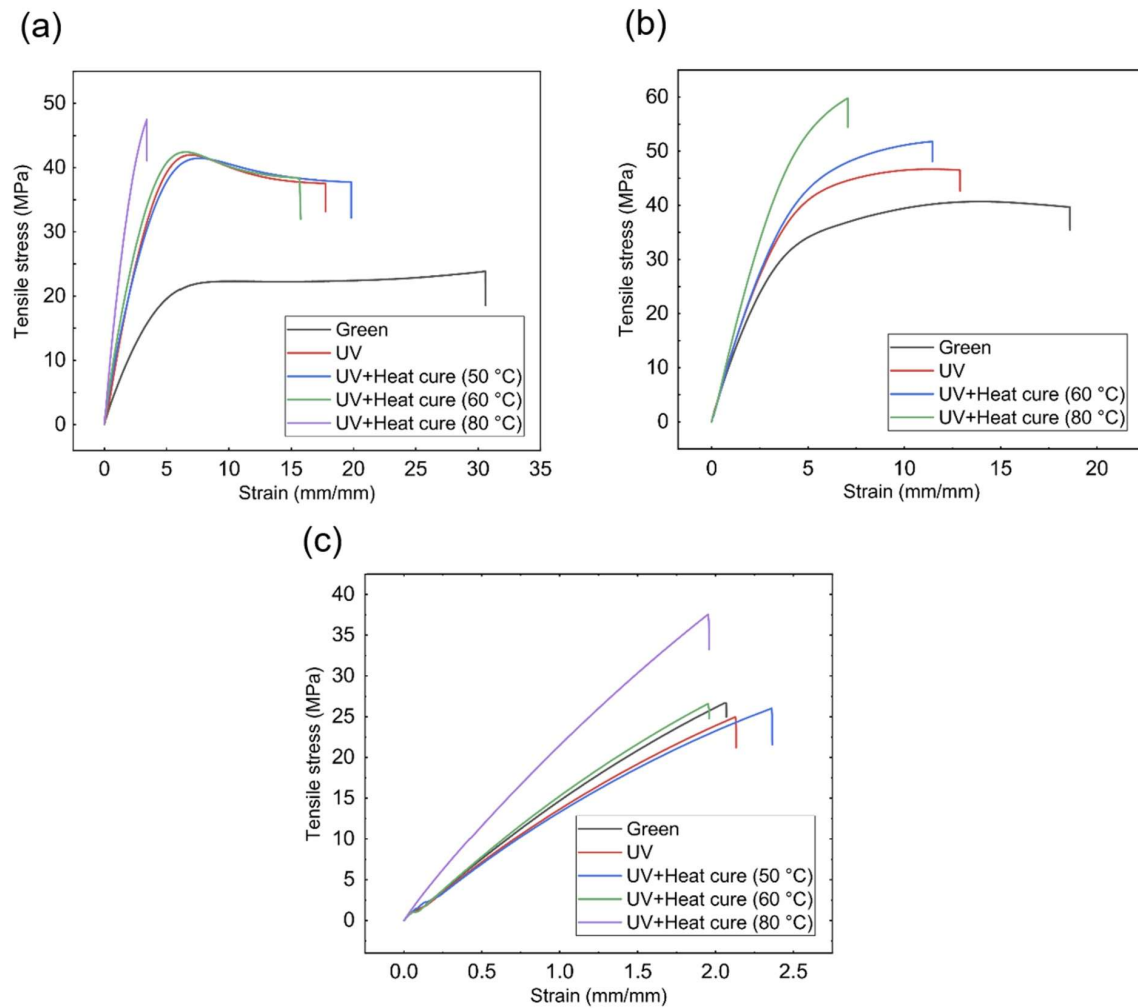 (a)
Tensile stress (MPa)
50
40
30
20
10
0
0 5 10 15 20 25 30 35
Strain (mm/mm)
Green
UV
UV+Heat cure (50 °C)
UV+Heat cure (60 °C)
UV+Heat cure (80 °C)
(b)
Tensile stress (MPa)
60
50
40
30
20
10
0
0 5 10 15 20
Strain (mm/mm)
Green
UV
UV+Heat cure (60 °C)
UV+Heat cure (80 °C)
(c)
Tensile stress (MPa)
40
35
30
25
20
15
10
5
0
0.0 0.5 1.0 1.5 2.0 2.5
Strain (mm/mm)
Green
UV
UV+Heat cure (50 °C)
UV+Heat cure (60 °C)
UV+Heat cure (80 °C)